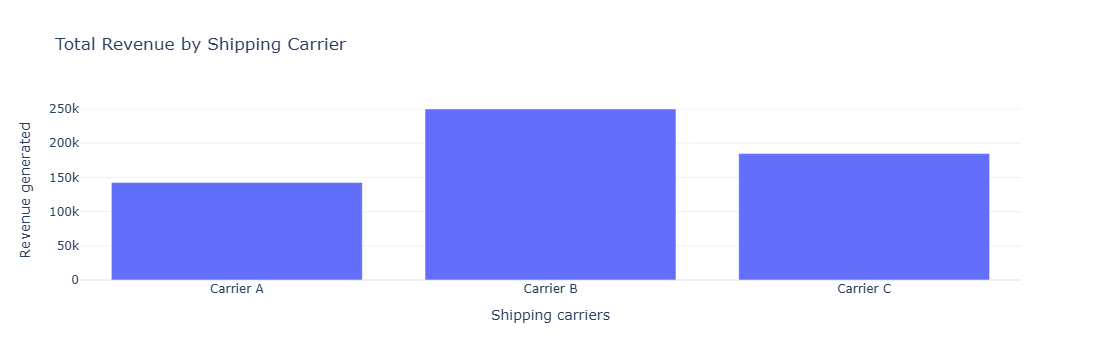 Total Revenue by Shipping Carrier
Revenue generated
250k
200k
150k
100k
50k
0
Carrier A
Carrier B
Carrier C
Shipping carriers